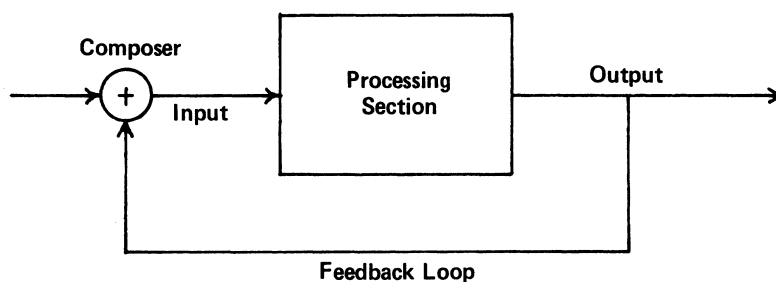 Composer
+
Input
Processing
Section
Output
Feedback Loop